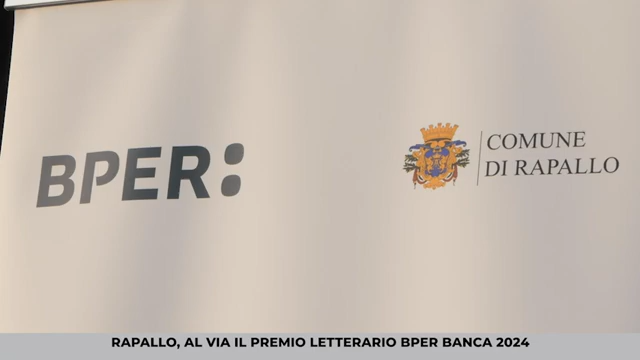 BPER:
COMUNE
DI RAPALLO
RAPALLO, AL VIA IL PREMIO LETTERARIO BPER BANCA 2024